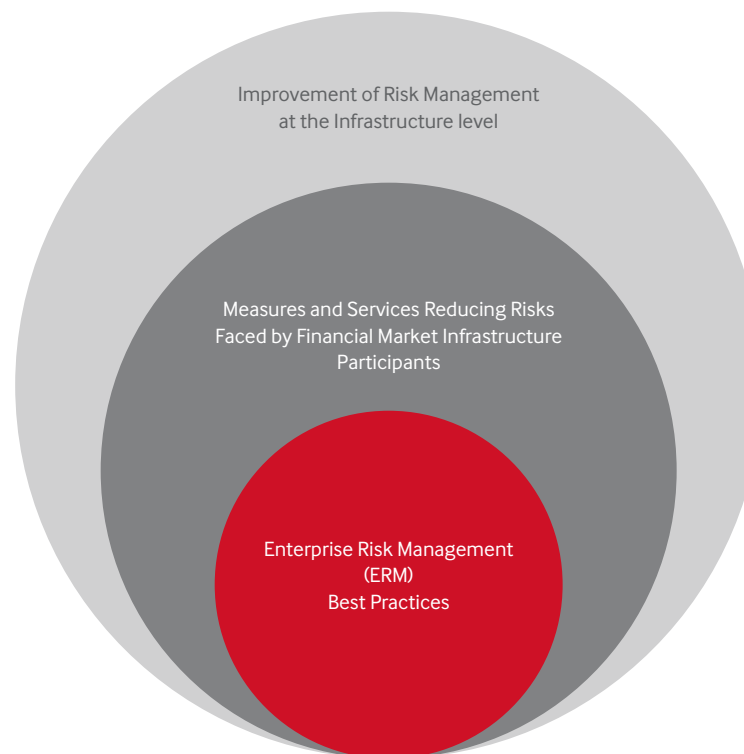 Improvement of Risk Management
at the Infrastructure level
Measures and Services Reducing Risks
Faced by Financial Market Infrastructure
Participants
Enterprise Risk Management
(ERM)
Best Practices